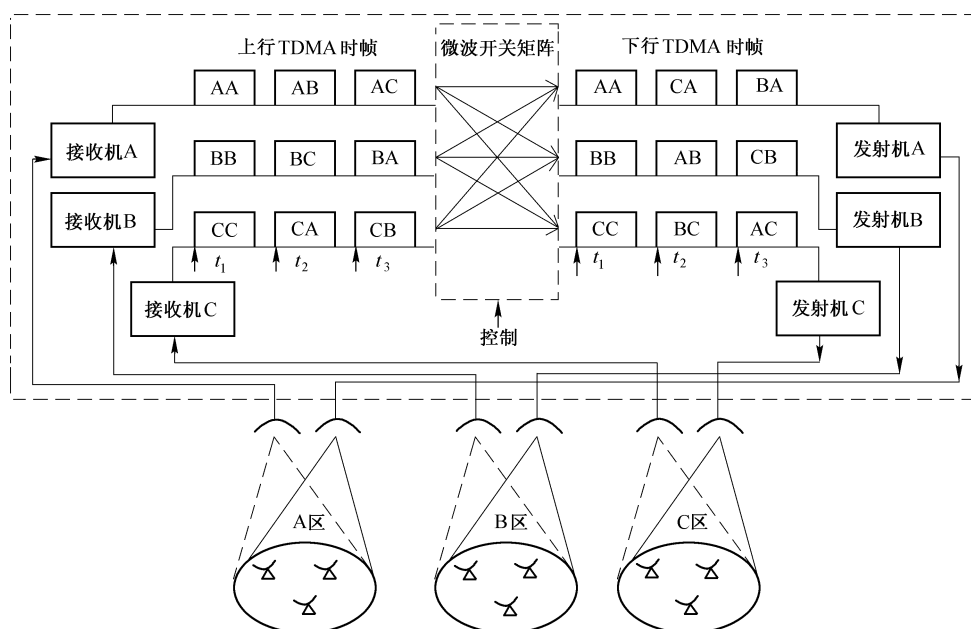 上行TDMA时帧
微波开关矩阵
下行TDMA时帧
AA AB AC
AA CA BA
接收机A
发射机A
BB BC BA
BB AB CB
接收机B
发射机B
CC CA CB
CC BC AC
t1 t2 t3
t1 t2 t3
接收机C
发射机C
控制
A区
B区
C区